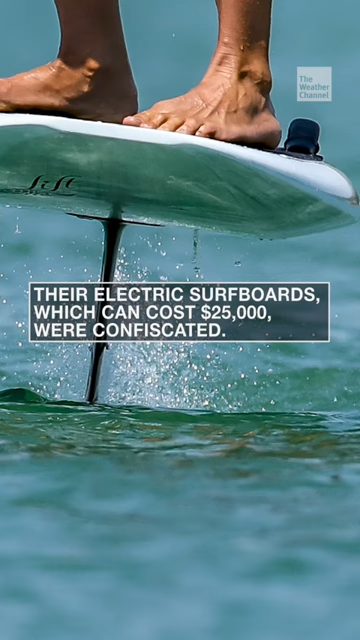 The
Weather
Channel
THEIR ELECTRIC SURFBOARDS,
WHICH CAN COST $25,000,
WERE CONFISCATED.